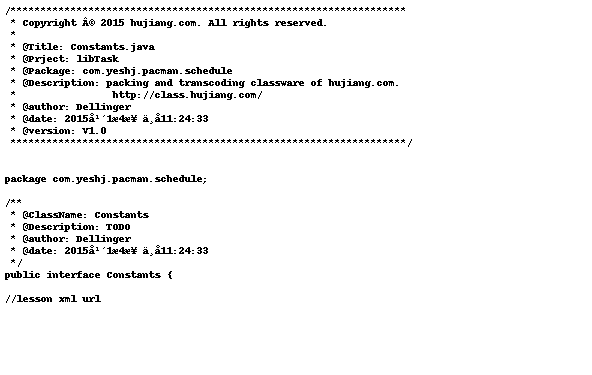 /******************************************************************
 * Copyright Â© 2015 hujiang.com. All rights reserved.
 *
 * @Title: Constants.java
 * @Prject: libTask
 * @Package: com.yeshj.pacman.schedule
 * @Description: packing and transcoding classware of hujiang.com.
 *                http://class.hujiang.com/
 * @author: Dellinger
 * @date: 2015å¹´1æ4æ¥ ä¸å11:24:33
 * @version: V1.0
 ******************************************************************/
package com.yeshj.pacman.schedule;
/**
 * @ClassName: Constants
 * @Description: TODO
 * @author: Dellinger
 * @date: 2015å¹´1æ4æ¥ ä¸å11:24:33
 */
public interface Constants {
//lesson xml url